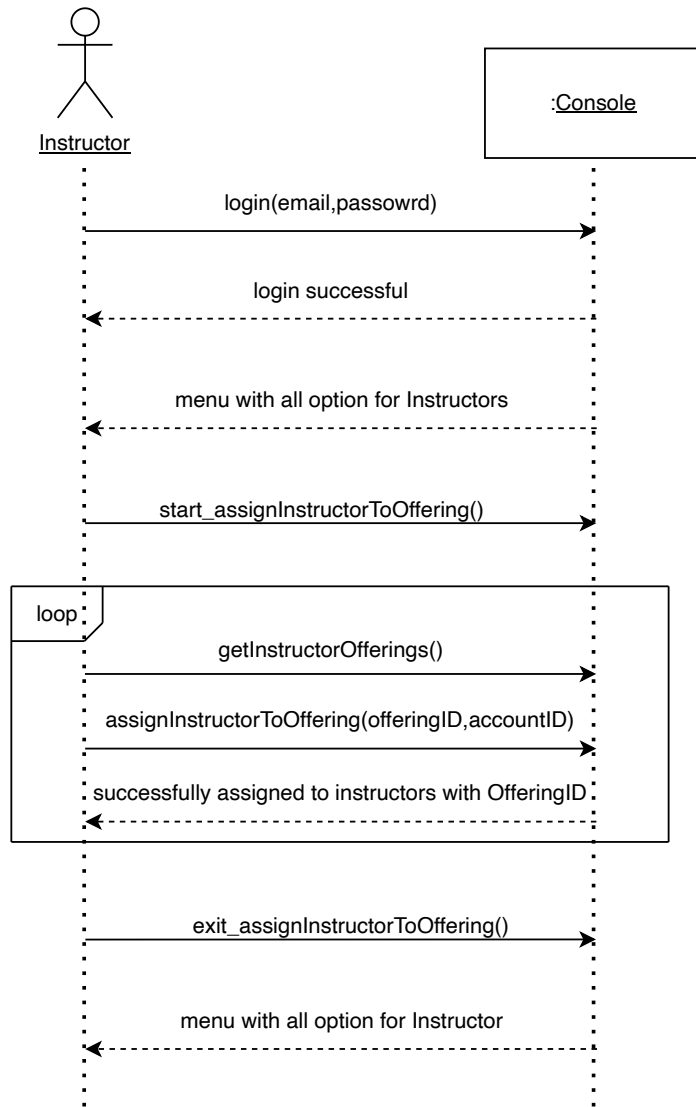 Instructor
:Console
login(email,passowrd)
login successful
menu with all option for Instructors
start_assignInstructorToOffering()
loop
getInstructorOfferings()
assignInstructorToOffering(offeringID,accountID)
successfully assigned to instructors with OfferingID
exit_assignInstructorToOffering()
menu with all option for Instructor